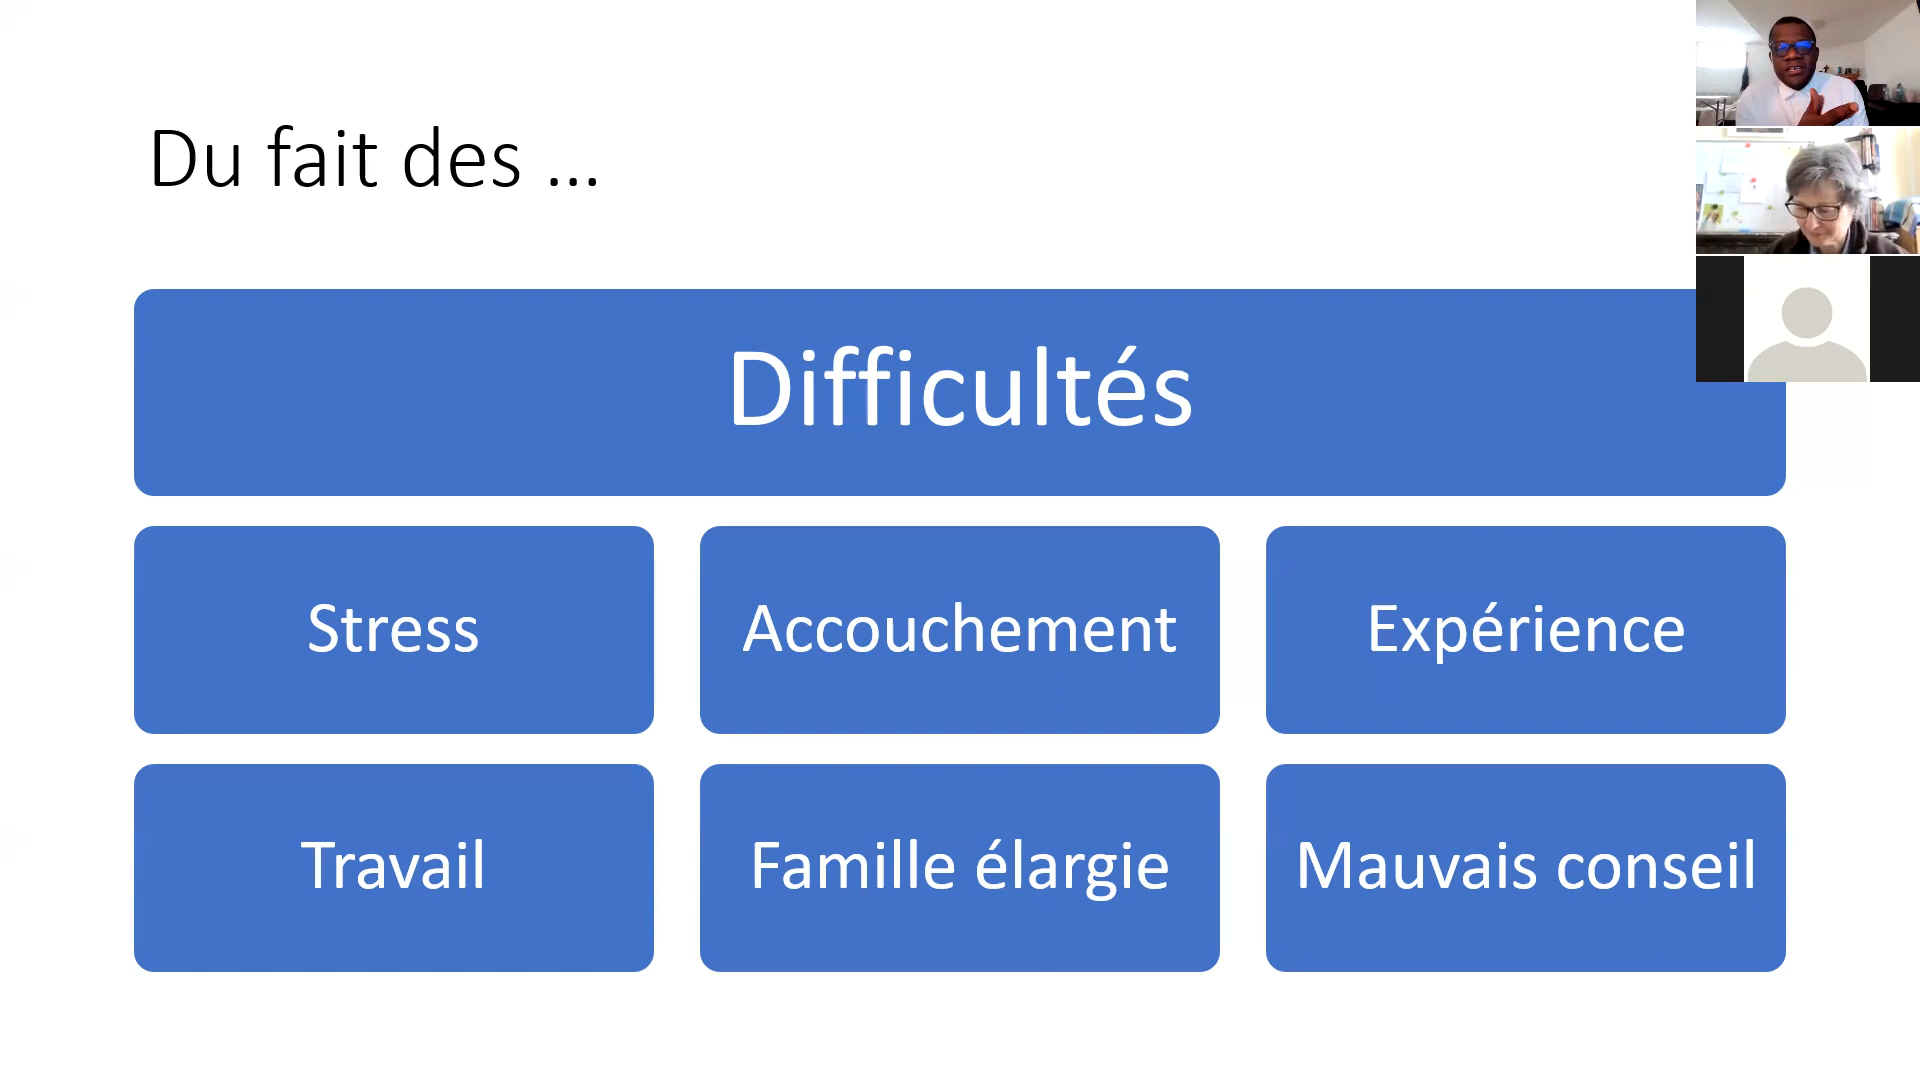 Du fait des ...
Difficultés
Stress
Accouchement
Expérience
Travail
Famille élargie
Mauvais conseil